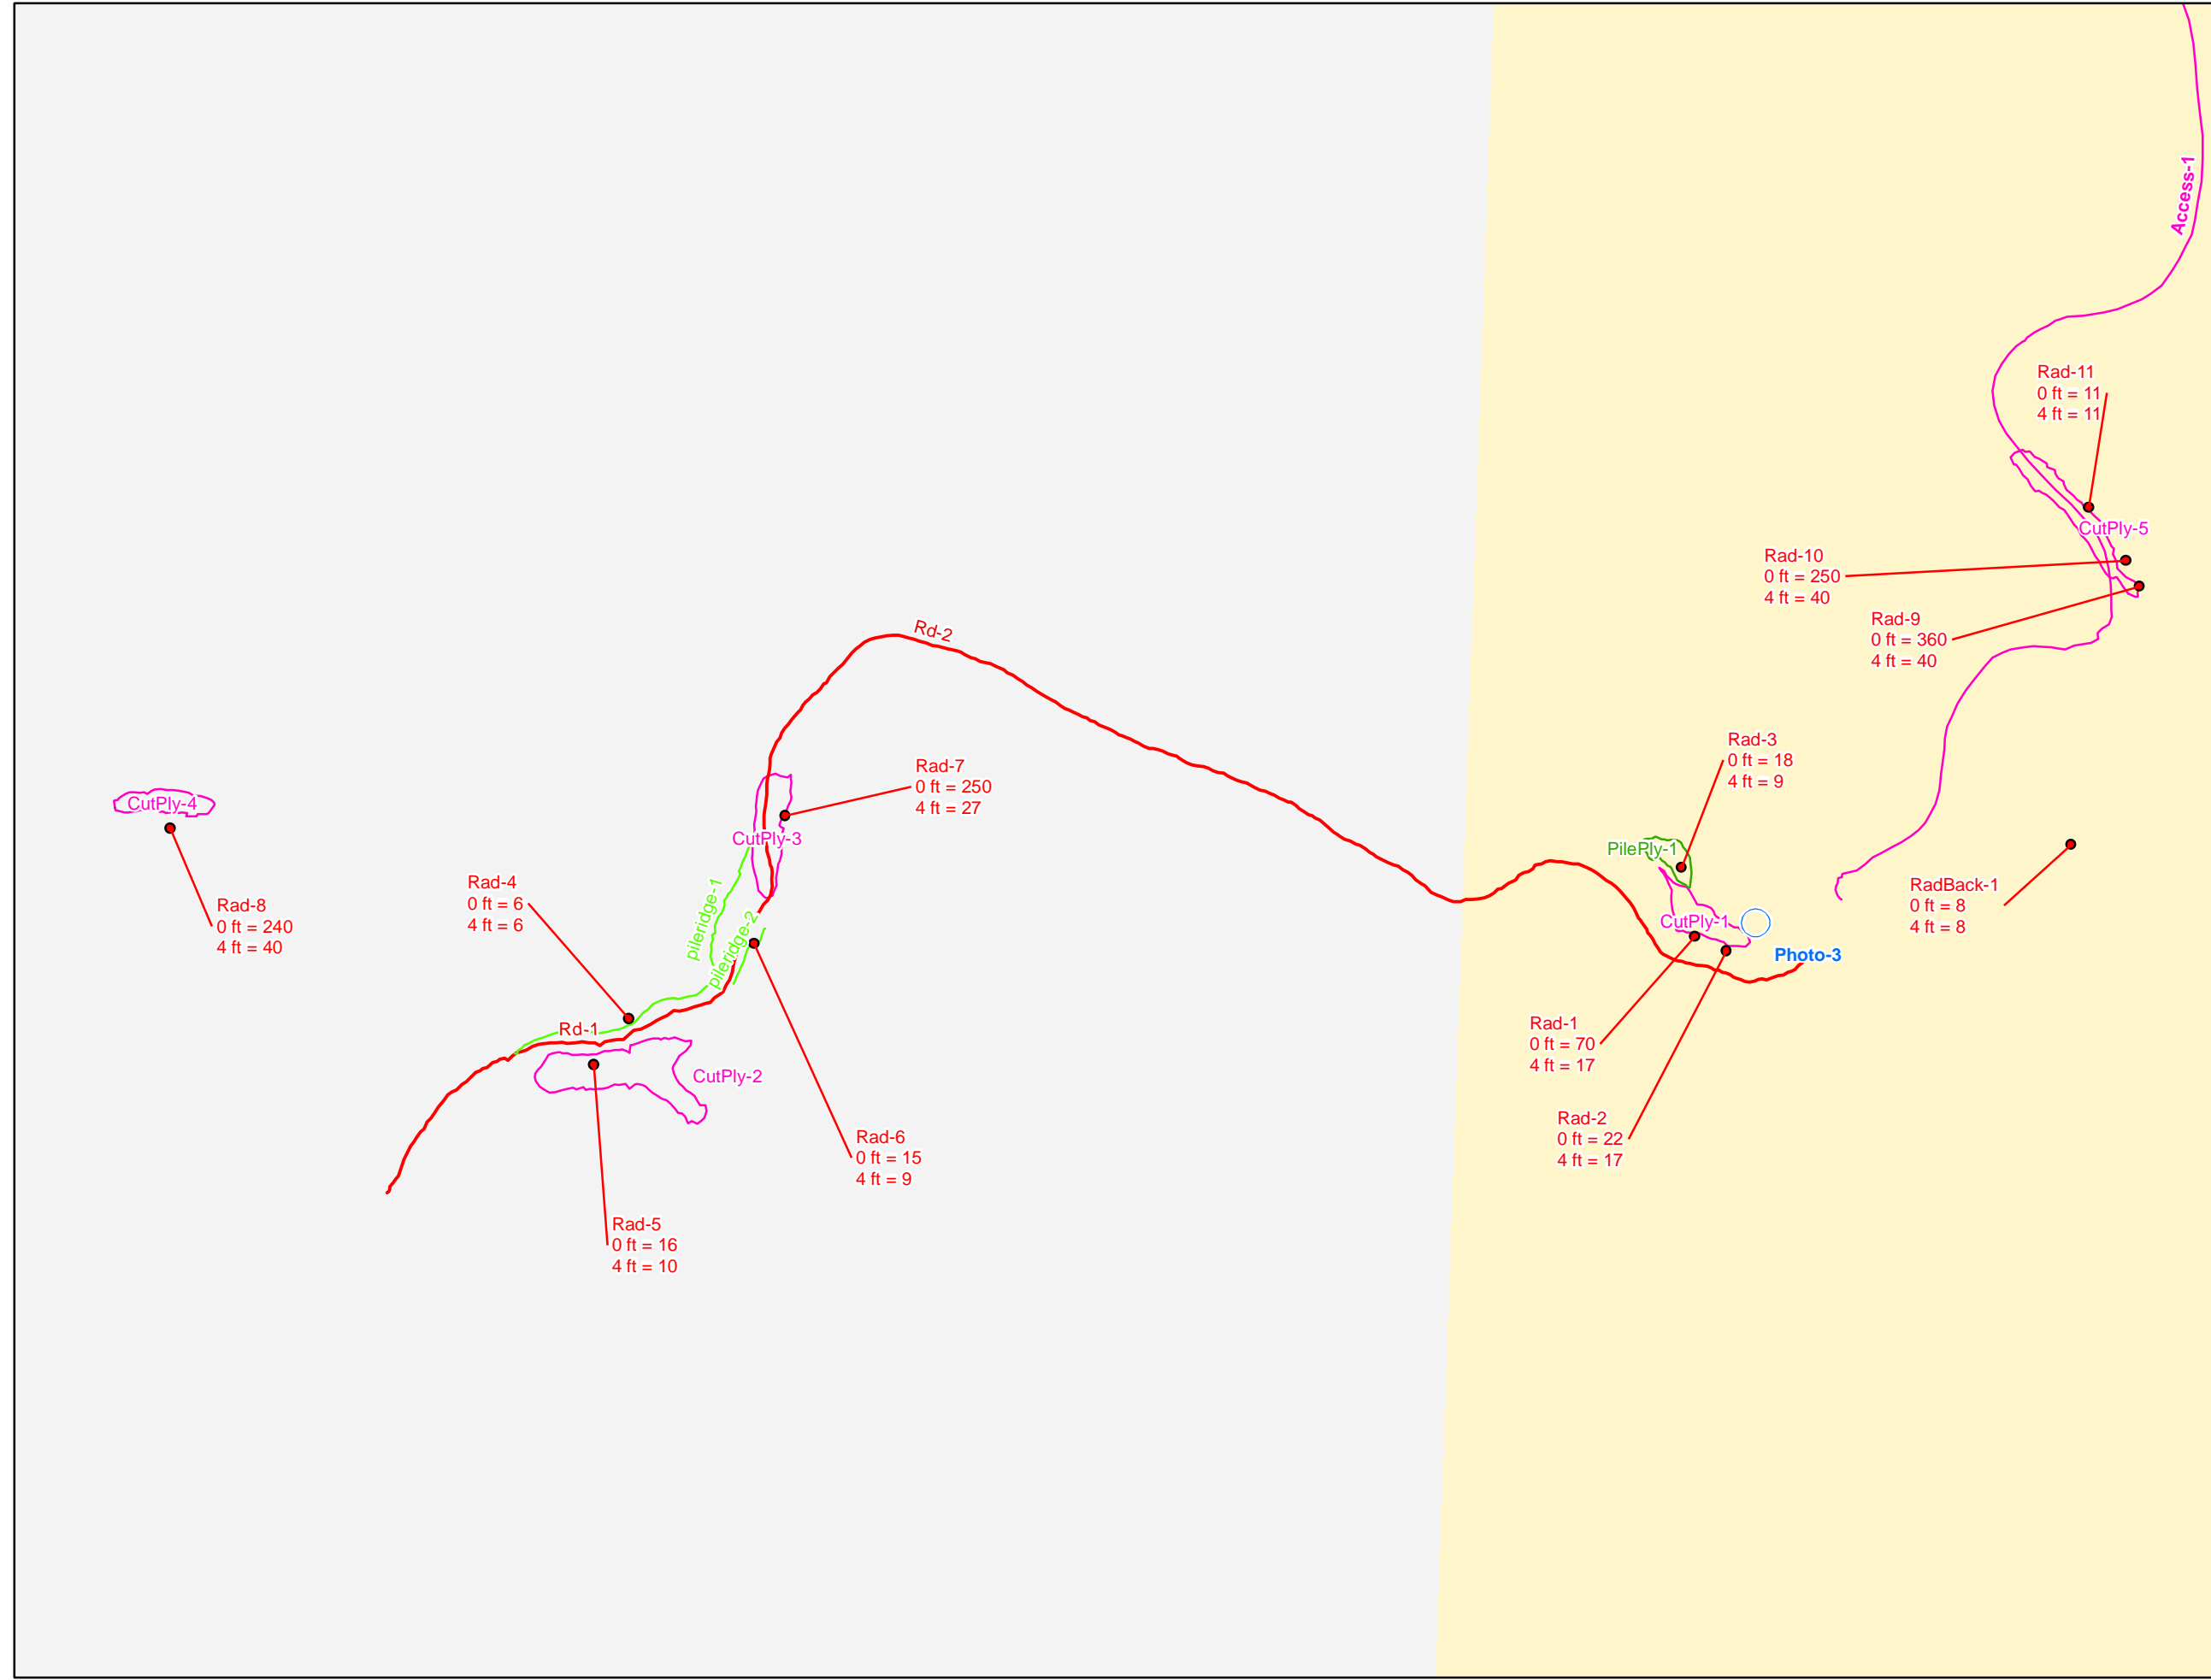 Access-1
Rad-11
0 ft = 11
4 ft = 11
CutPly-5
Rad-10
0 ft = 250
4 ft = 40
Rad-9
0 ft = 360
4 ft = 40
Rd-2
Rad-3
0 ft = 18
4 ft = 9
Rad-7
0 ft = 250
4 ft = 27
CutPly-4
CutPly-3
PilePly-1
Rad-4
0 ft = 6
4 ft = 6
RadBack-1
0 ft = 8
4 ft = 8
Rad-8
0 ft = 240
4 ft = 40
pileridge-1
pileridge-2
CutPly-1
Photo-3
Rd-1
Rad-1
0 ft = 70
4 ft = 17
CutPly-2
Rad-2
0 ft = 22
4 ft = 17
Rad-6
0 ft = 15
4 ft = 9
Rad-5
0 ft = 16
4 ft = 10